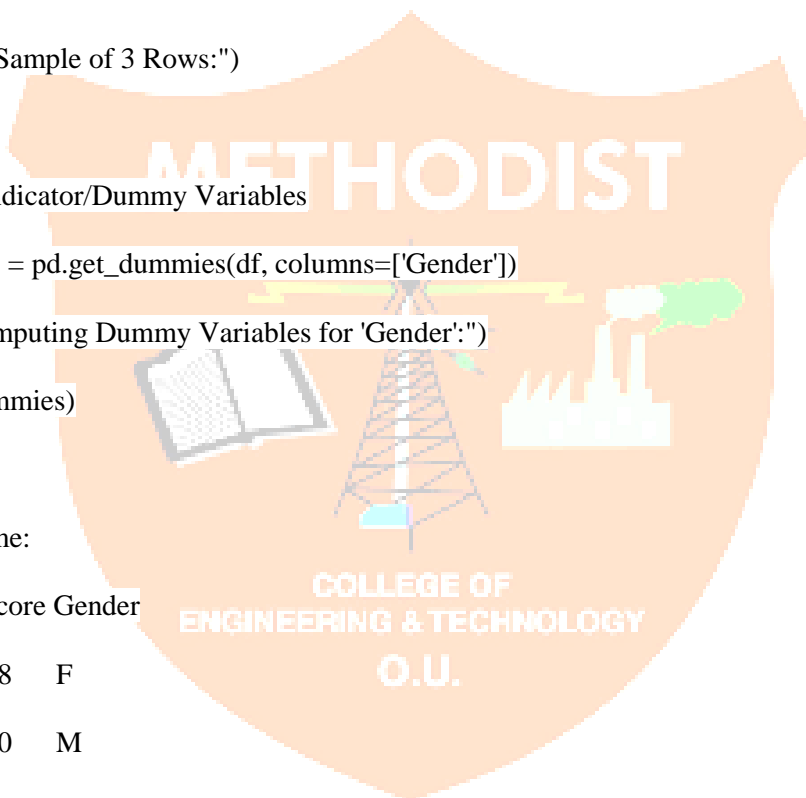 Sample of 3 Rows:")
METHODIST
dicator/Dummy Variables
= pd.get_dummies(df, columns=['Gender'])
mputing Dummy Variables for 'Gender':")
mmies)
ne:
core Gender
COLLEGE OF
ENGINEERING & TECHNOLOGY
8 F
O.U.
0 M